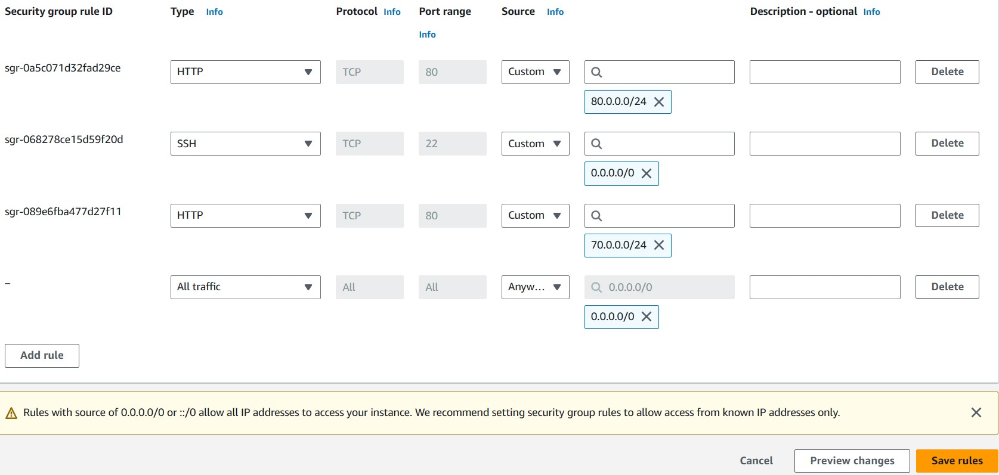 Security group rule ID Type Info Protocol Info Port range Source Info Description - optional Info
Info
sgr-0a5c071d32fad29ce HTTP TCP 80 Custom Delete
80.0.0.0/24
sgr-068278ce15d59f20d SSH TCP 22 Custom Delete
0.0.0.0/0
sgr-089e6fba477d27f11 HTTP TCP 80 Custom Delete
70.0.0.0/24
– All traffic All All Anyw... 0.0.0.0/0 Delete
0.0.0.0/0
Add rule
Rules with source of 0.0.0.0/0 or ::/0 allow all IP addresses to access your instance. We recommend setting security group rules to allow access from known IP addresses only.
Cancel Preview changes Save rules